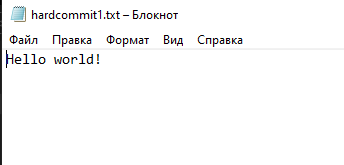 hardcommit1.txt – Блокнот
Файл Правка Формат Вид Справка
Hello world!